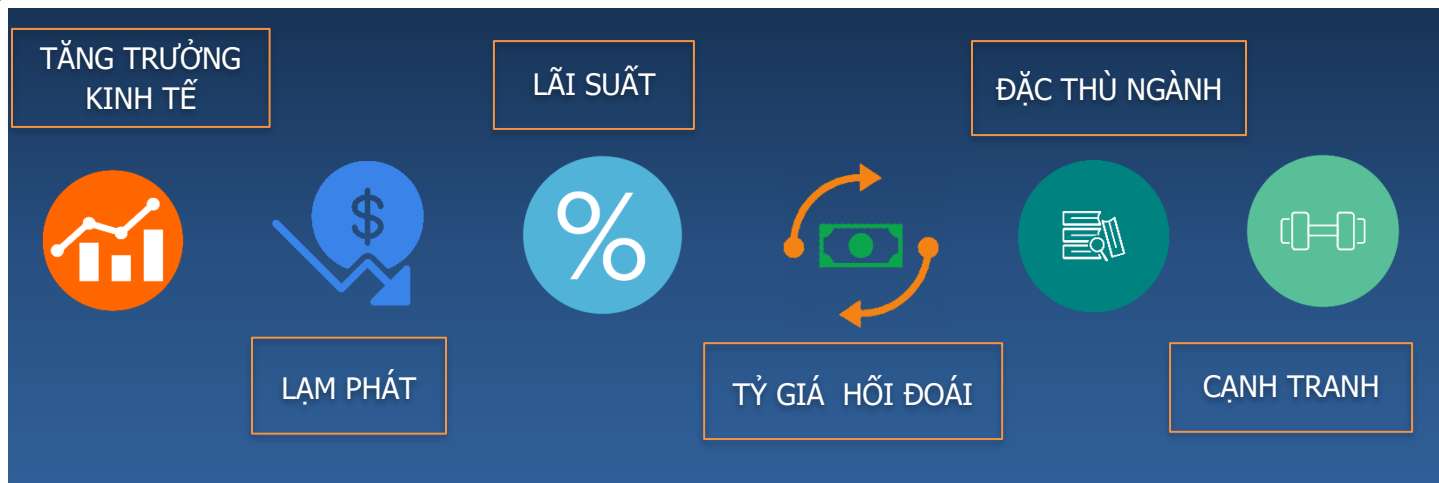 TĂNG TRƯỞNG
KINH TẾ
LÃI SUẤT
ĐẶC THÙ NGÀNH
$
%
LẠM PHÁT
TỶ GIÁ HỐI ĐOÁI
CẠNH TRANH